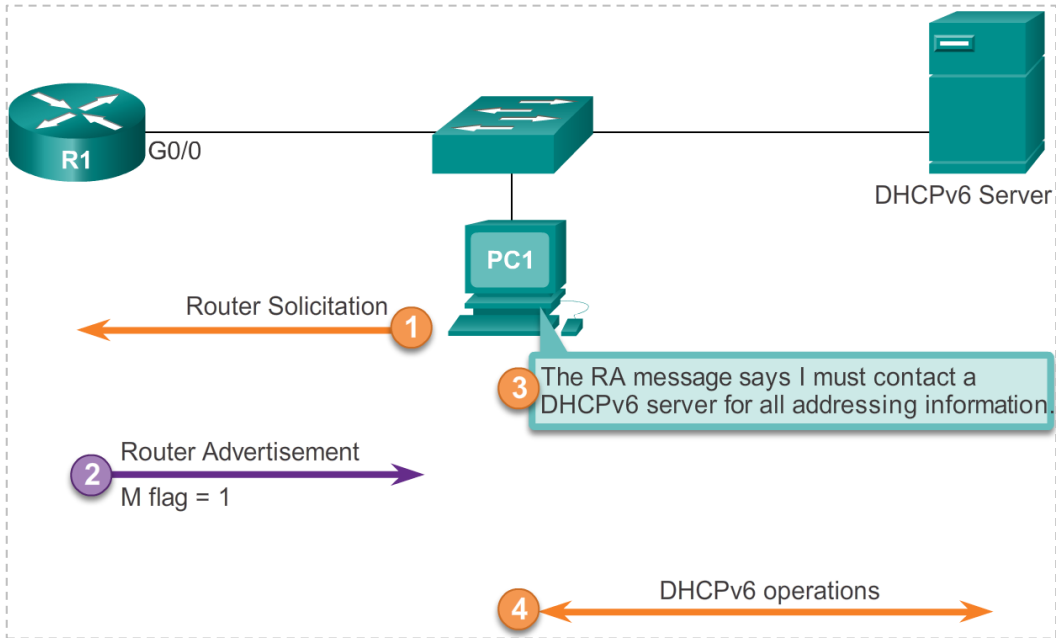 R1
G0/0
DHCPv6 Server
PC1
Router Solicitation
1
3
The RA message says I must contact a
DHCPv6 server for all addressing information.
2
Router Advertisement
M flag = 1
4
DHCPv6 operations